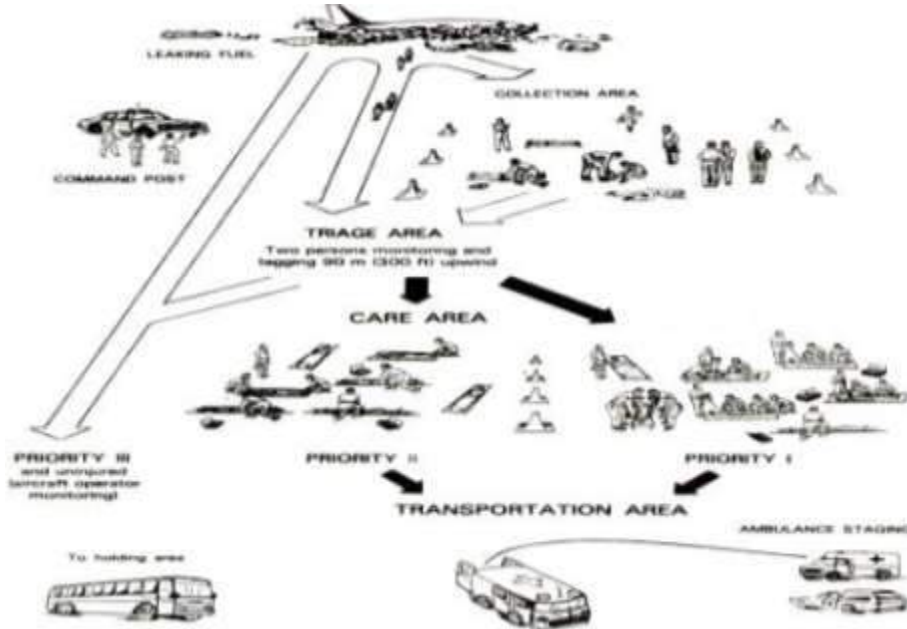 LEAKING FUEL
COLLECTION AREA
COMMAND POST
TRIAGE AREA
Two persons monitoring and
tagging 90 m (300 ft) upwind
CARE AREA
PRIORITY III
and uninjured
(aircraft operator
monitoring)
PRIORITY II
PRIORITY I
TRANSPORTATION AREA
To holding area
AMBULANCE STAGING